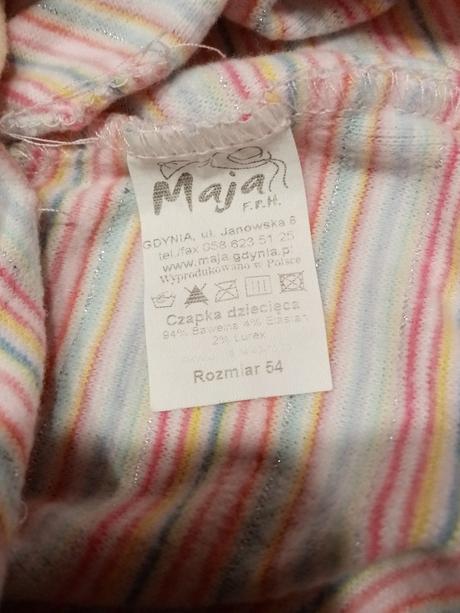 Maja
F.P.H.
GDYNIA, ul. Janowska 6
tel./fax 058 623 51 25
www.maja.gdynia.pl
Wyprodukowano w Polsce
Czapka dziecięca
94% Bawełna 4% Elastan
2% Lurex
Rozmiar 54